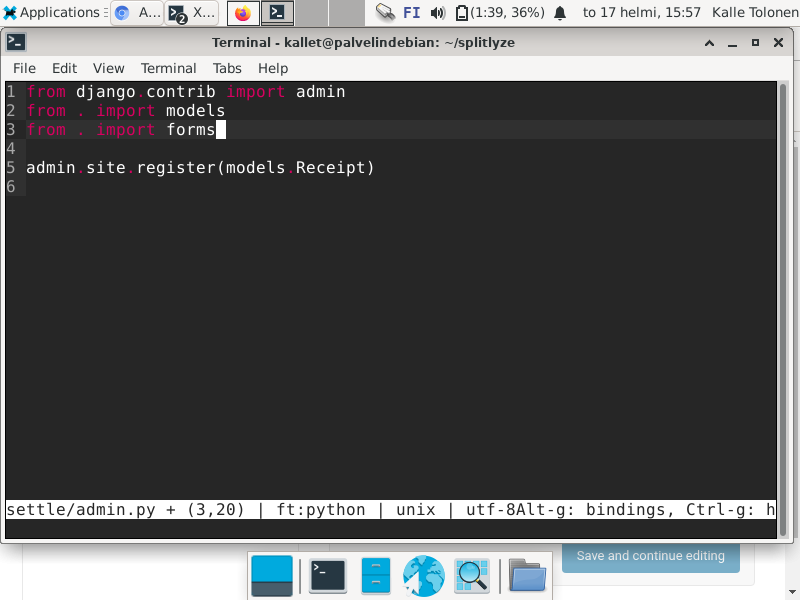 Applications
A...
2
X...
FI
(1:39, 36%)
to 17 helmi, 15:57
Kalle Tolonen
Terminal - kallet@palvelindebian: ~/splitlyze
File Edit View Terminal Tabs Help
1 from django.contrib import admin
2 from . import models
3 from . import forms
4
5 admin.site.register(models.Receipt)
6
settle/admin.py + (3,20) | ft:python | unix | utf-8Alt-g: bindings, Ctrl-g: h
Save and continue editing